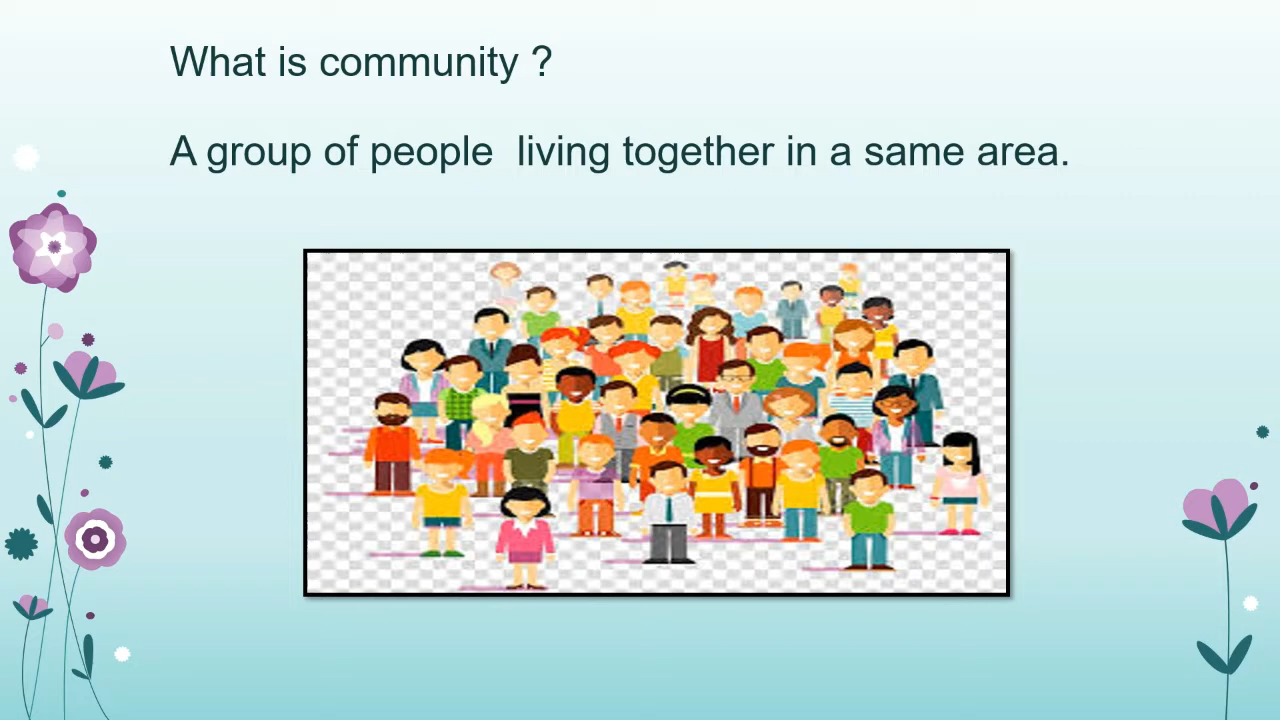 What is community ?
A group of people  living together in a same area.